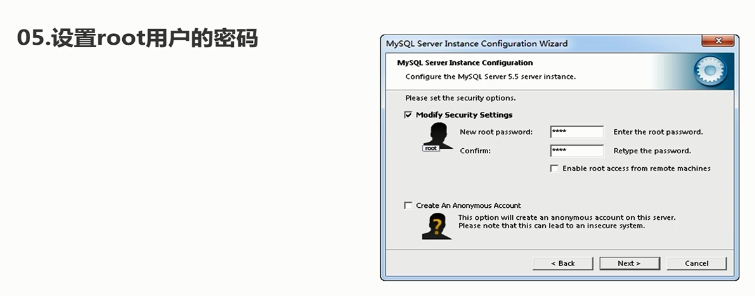 05.设置root用户的密码
MySQL Server Instance Configuration Wizard
MySQL Server Instance Configuration
Configure the MySQL Server 5.5 server instance.
Please set the security options.
Modify Security Settings
New root password: **** Enter the root password.
root
Confirm: **** Retype the password.
Enable root access from remote machines
Create An Anonymous Account
This option will create an anonymous account on this server.
Please note that this can lead to an insecure system.
< Back Next > Cancel